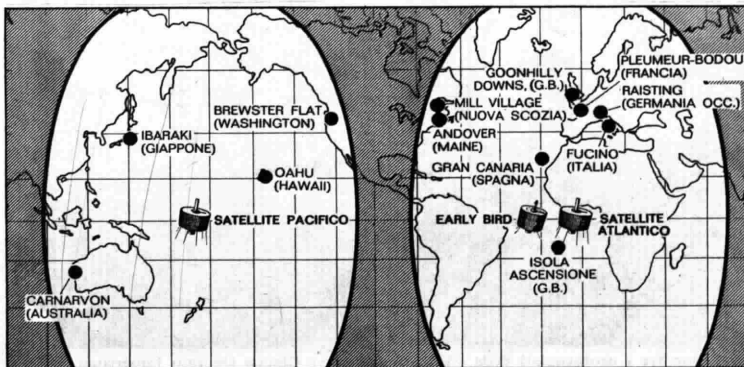 PLEUMEUR-BODOU
(FRANCIA)
GOONHILLY
DOWNS, (G.B.)
RAISTING
(GERMANIA OCC.)
MILL VILLAGE
(NUOVA SCOZIA)
BREWSTER FLAT
(WASHINGTON)
IBARAKI
(GIAPPONE)
ANDOVER
(MAINE)
FUCINO
(ITALIA)
OAHU
(HAWAII)
GRAN CANARIA
(SPAGNA)
SATELLITE PACIFICO
EARLY BIRD
SATELLITE
ATLANTICO
ISOLA
ASCENSIONE
(G.B.)
CARNARVON
(AUSTRALIA)